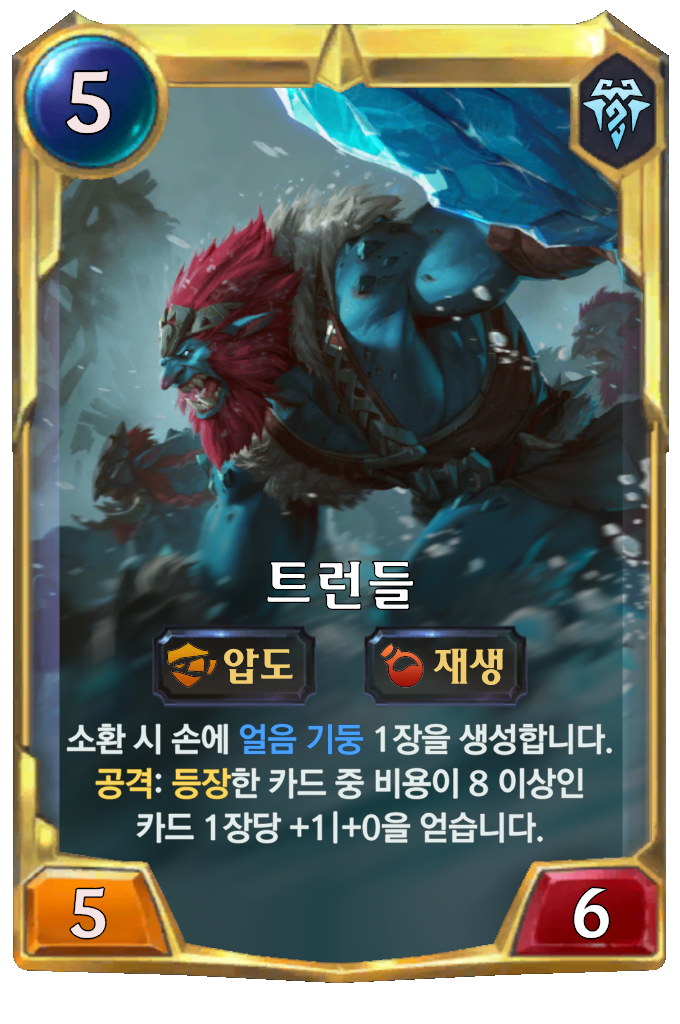 5
트런들
압도 재생
소환 시 손에 얼음 기둥 1장을 생성합니다.
공격: 등장한 카드 중 비용이 8 이상인
카드 1장당 +1|+0을 얻습니다.
5 6